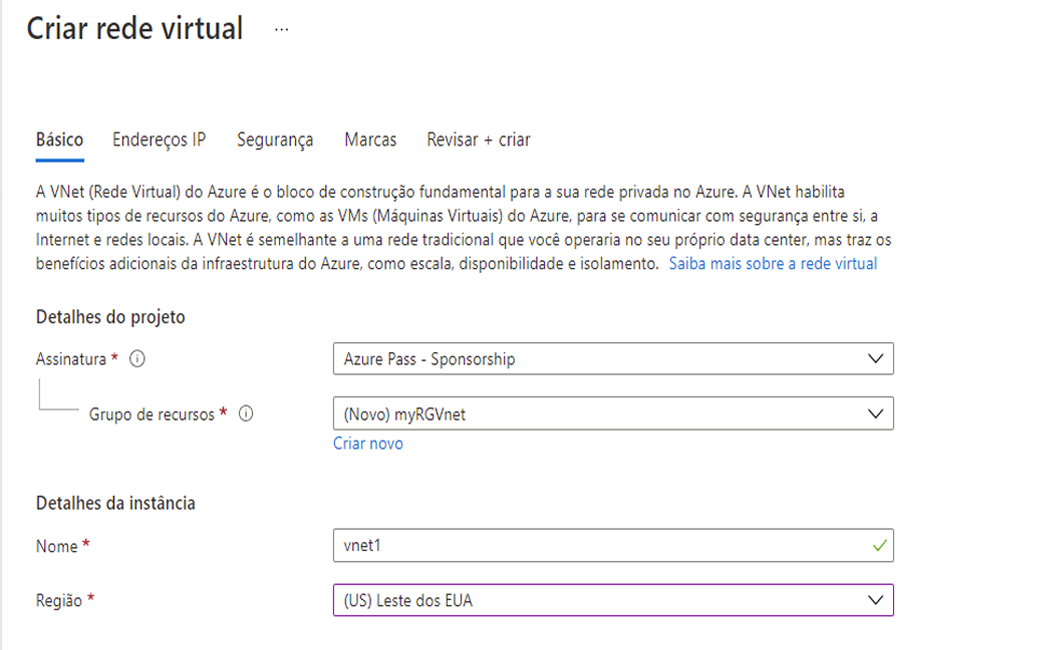 Criar rede virtual ...
Básico Endereços IP Segurança Marcas Revisar + criar
A VNet (Rede Virtual) do Azure é o bloco de construção fundamental para a sua rede privada no Azure. A VNet habilita
muitos tipos de recursos do Azure, como as VMs (Máquinas Virtuais) do Azure, para se comunicar com segurança entre si, a
Internet e redes locais. A VNet é semelhante a uma rede tradicional que você operaria no seu próprio data center, mas traz os
benefícios adicionais da infraestrutura do Azure, como escala, disponibilidade e isolamento. Saiba mais sobre a rede virtual
Detalhes do projeto
Assinatura * Azure Pass - Sponsorship
Grupo de recursos * (Novo) myRGVnet
Criar novo
Detalhes da instância
Nome * vnet1
Região * (US) Leste dos EUA